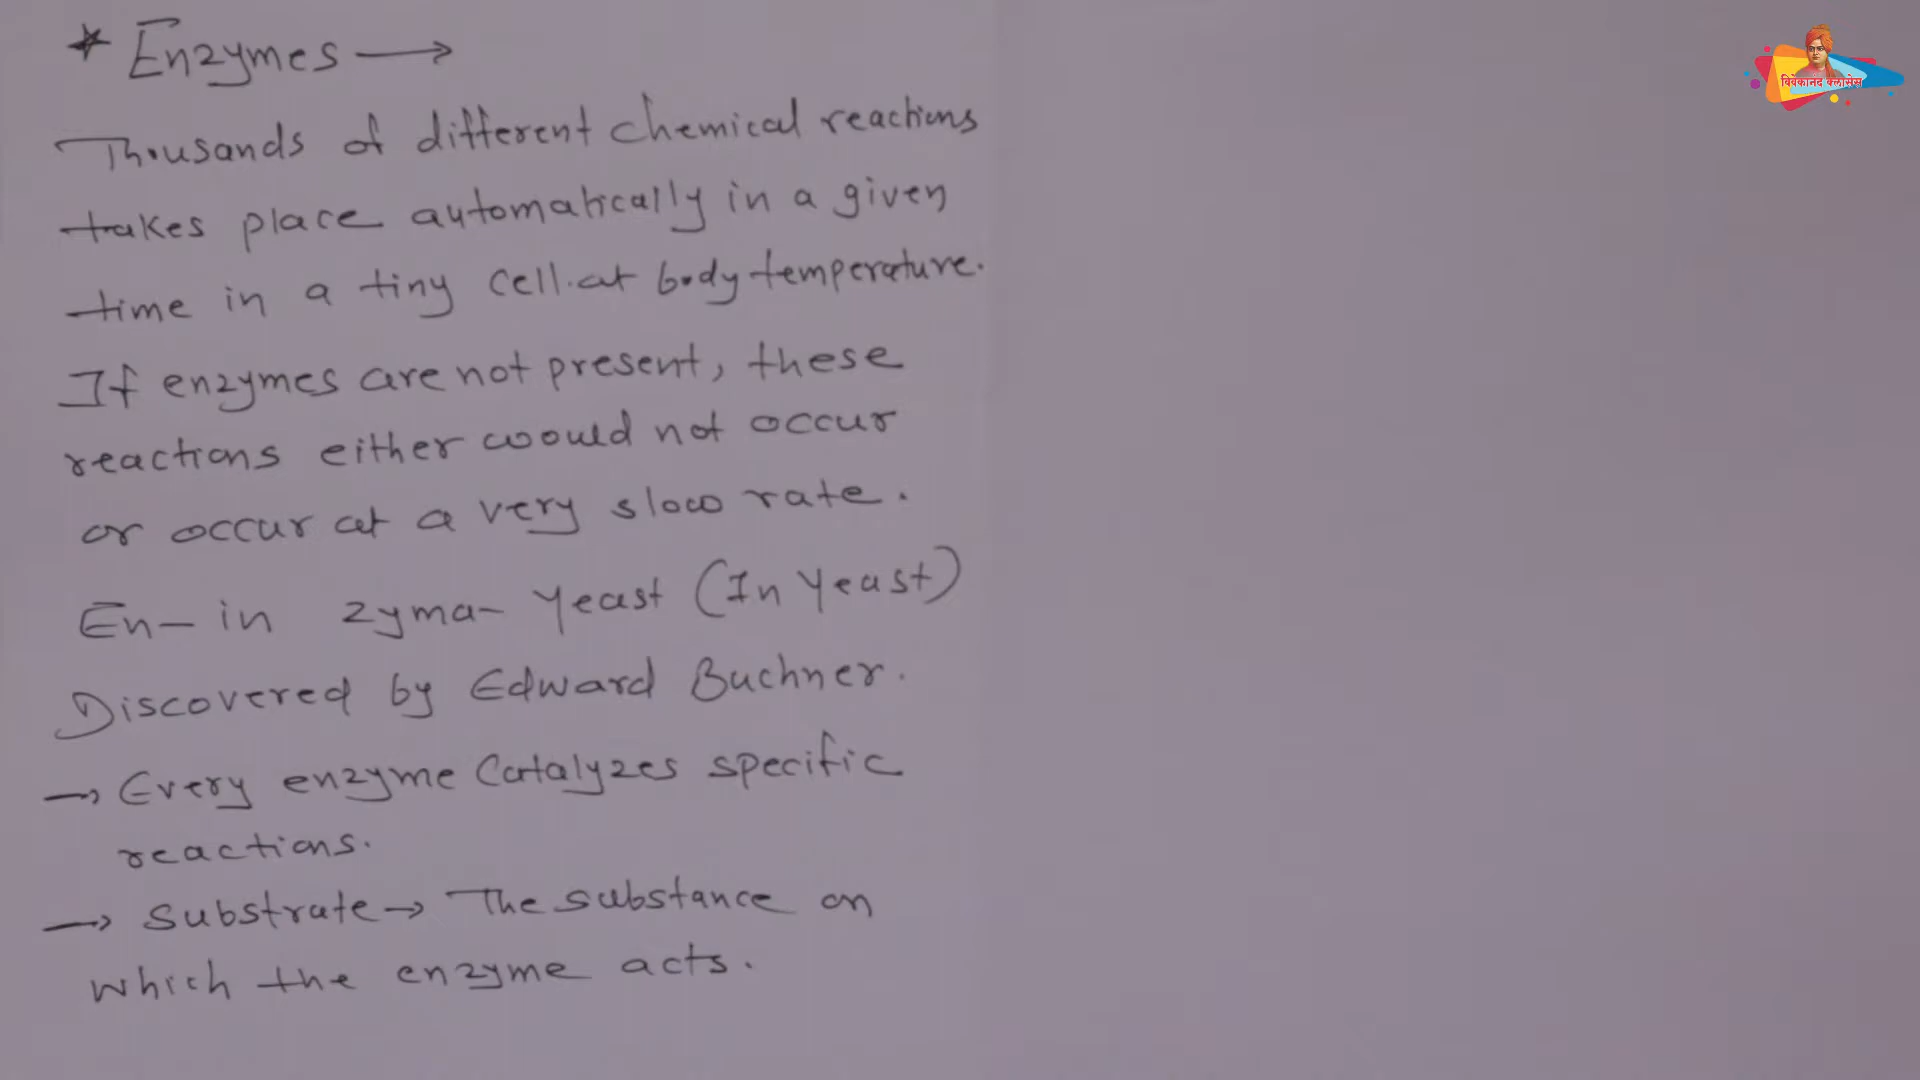 * Enzymes →
Thousands of different chemical reactions
takes place automatically in a given
time in a tiny cell.at body temperature.
If enzymes are not present, these
reactions either would not occur
or occur at a very slow rate.
En- in zyma- Yeast (In Yeast)
Discovered by Edward Buchner.
→ Every enzyme catalyzes specific
reactions.
→ Substrate → The substance on
which the enzyme acts.
विवेकानंद क्लासेस